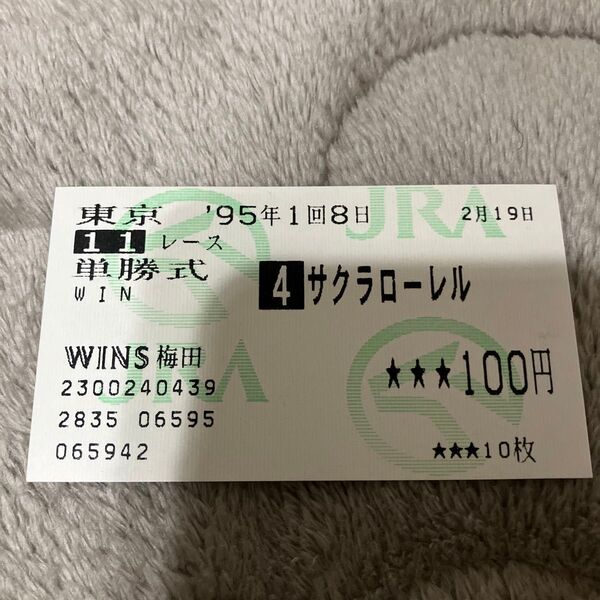 東京 '95年1回8日 2月19日
11レース
単勝式
WIN
4 サクラローレル
WINS梅田
2300240439
2835 06595
065942
★★★100円
★★★10枚
JRA
JRA